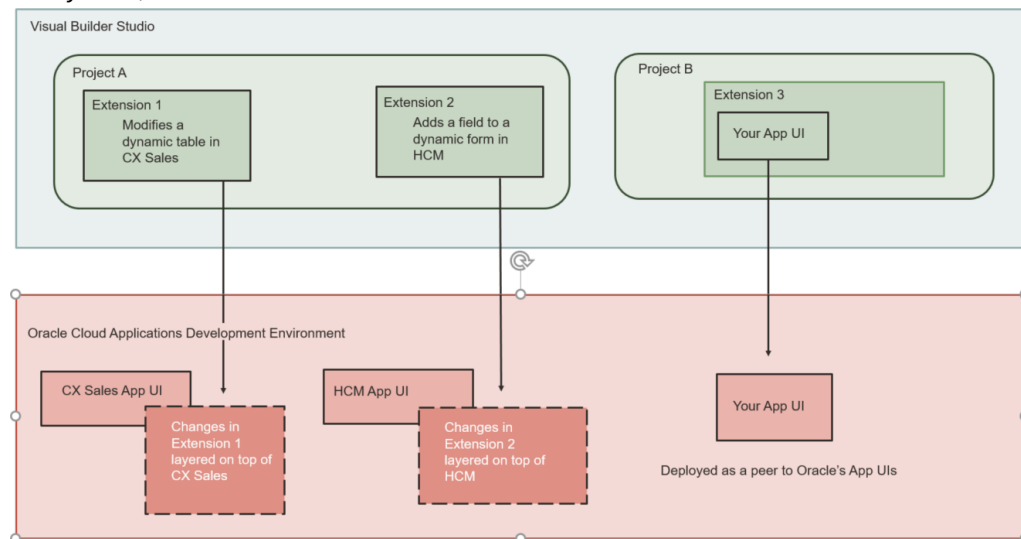 Visual Builder Studio
Project A
Extension 1
Modifies a
dynamic table in
CX Sales
Extension 2
Adds a field to a
dynamic form in
HCM
Project B
Extension 3
Your App UI
Oracle Cloud Applications Development Environment
CX Sales App UI
Changes in
Extension 1
layered on top of
CX Sales
HCM App UI
Changes in
Extension 2
layered on top of
HCM
Your App UI
Deployed as a peer to Oracle's App UIs